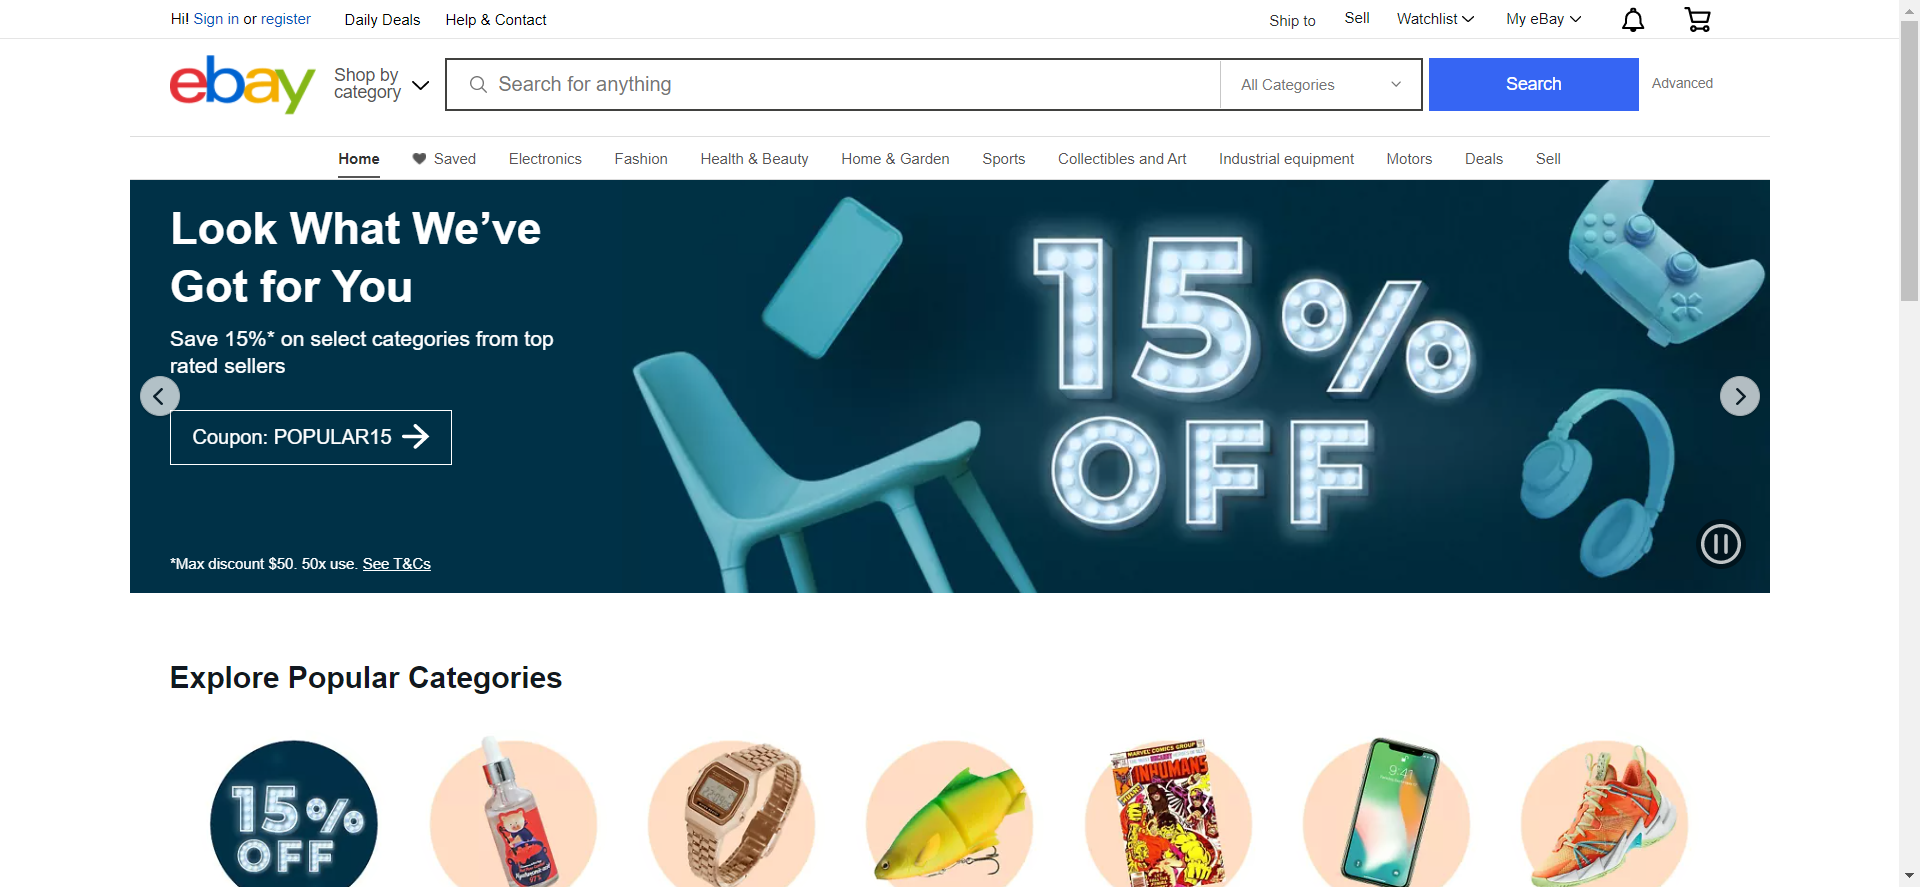 Hi! Sign in or register
Daily Deals
Help & Contact
Ship to
Sell
Watchlist
My eBay
ebay
Shop by
category
Search for anything
All Categories
Search
Advanced
Home
Saved
Electronics
Fashion
Health & Beauty
Home & Garden
Sports
Collectibles and Art
Industrial equipment
Motors
Deals
Sell
Look What We’ve
Got for You
Save 15%* on select categories from top
rated sellers
Coupon: POPULAR15
*Max discount $50. 50x use. See T&Cs
15%
OFF
Explore Popular Categories
15%
OFF
Hyaluronic acid
97%
MARVEL COMICS GROUP
INHUMANS
9:41